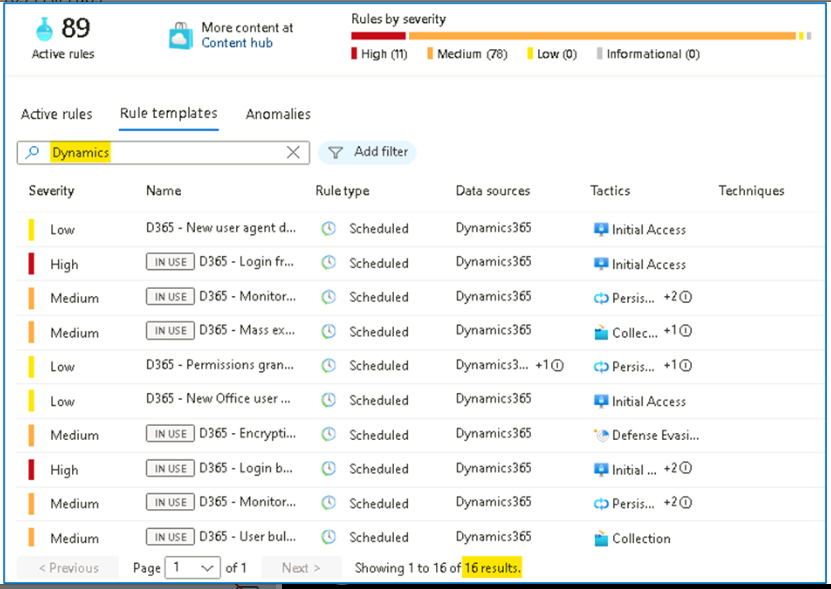 89
Active rules
More content at
Content hub
Rules by severity
High (11) Medium (78) Low (0) Informational (0)
Active rules Rule templates Anomalies
Dynamics Add filter
Severity Name Rule type Data sources Tactics Techniques
Low D365 - New user agent d... Scheduled Dynamics365 Initial Access
High IN USE D365 - Login fr... Scheduled Dynamics365 Initial Access
Medium IN USE D365 - Monitor... Scheduled Dynamics365 Persis... +2
Medium IN USE D365 - Mass ex... Scheduled Dynamics365 Collec... +1
Low D365 - Permissions gran... Scheduled Dynamics3... +1 Persis... +1
Low D365 - New Office user ... Scheduled Dynamics365 Initial Access
Medium IN USE D365 - Encrypti... Scheduled Dynamics365 Defense Evasi...
High IN USE D365 - Login b... Scheduled Dynamics365 Initial ... +2
Medium IN USE D365 - Monitor... Scheduled Dynamics365 Persis... +2
Medium IN USE D365 - User bul... Scheduled Dynamics365 Collection
< Previous Page 1 of 1 Next > Showing 1 to 16 of 16 results.